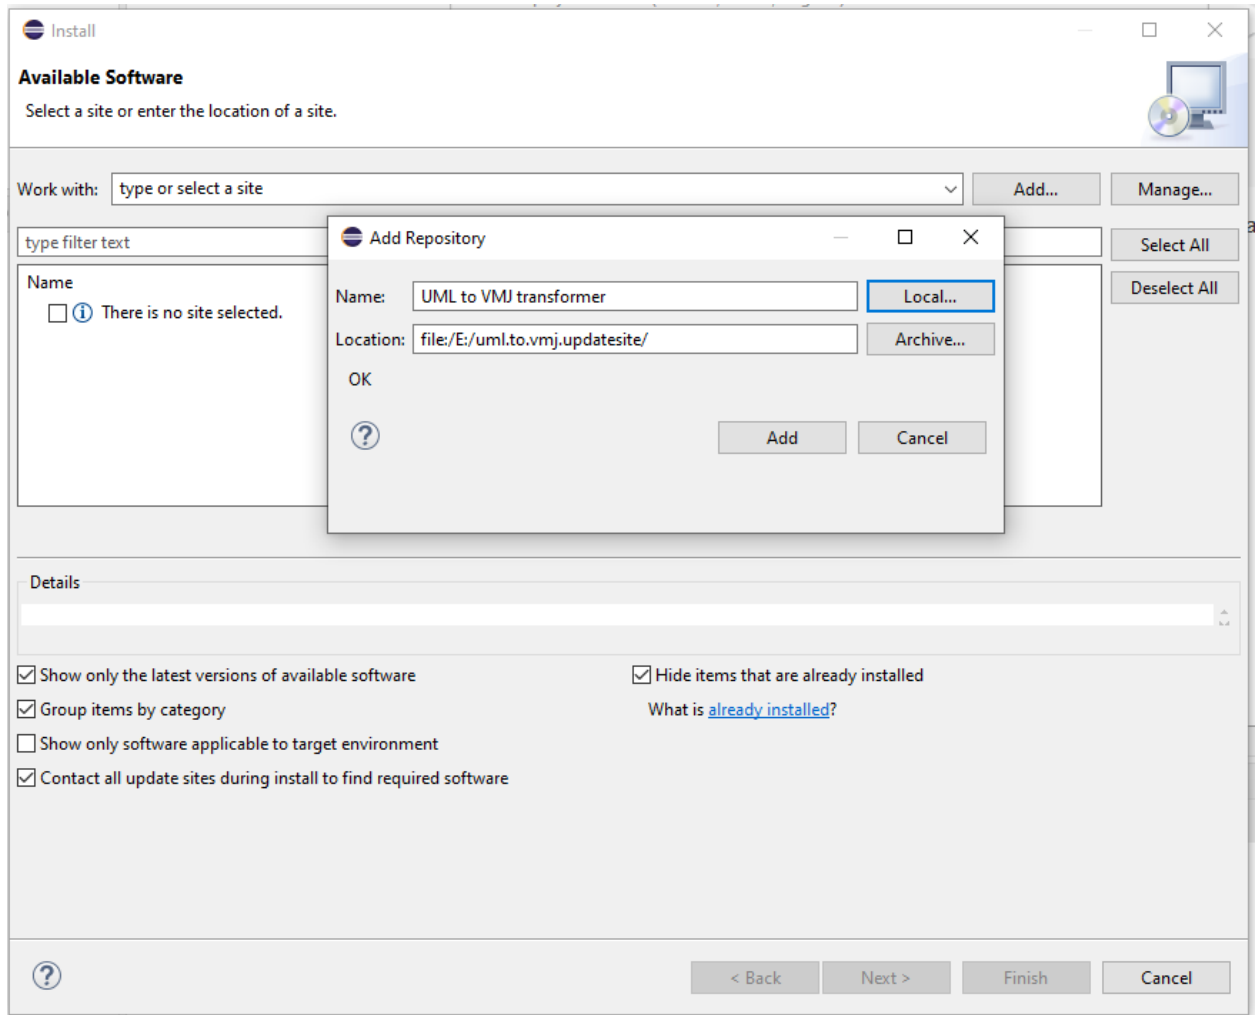 Install
Available Software
Select a site or enter the location of a site.
Work with: type or select a site Add... Manage...
type filter text Select All
Name Deselect All
There is no site selected.
Add Repository
Name: UML to VMJ transformer Local...
Location: file:/E:/uml.to.vmj.updatesite/ Archive...
OK
? Add Cancel
Details
Show only the latest versions of available software Hide items that are already installed
Group items by category What is already installed?
Show only software applicable to target environment
Contact all update sites during install to find required software
? < Back Next > Finish Cancel